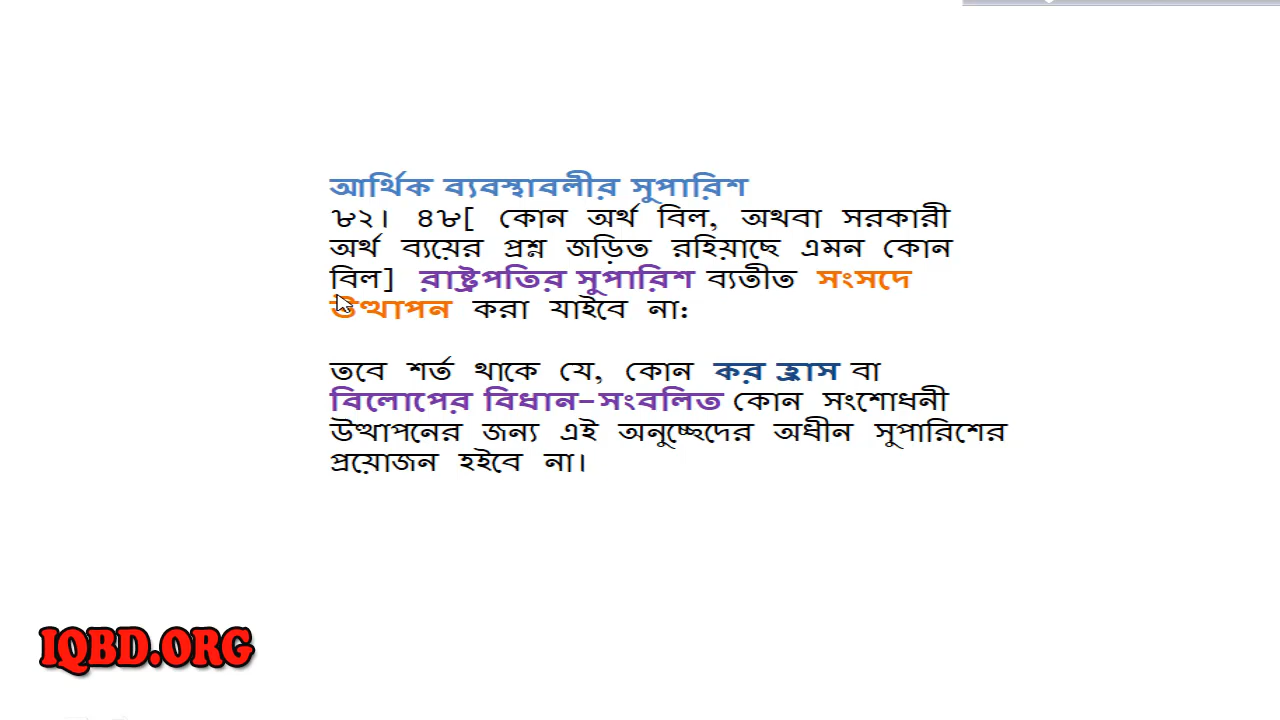 আর্থিক ব্যবস্থাবলীর সুপারিশ
৮২। ৪৮[ কোন অর্থ বিল, অথবা সরকারী
অর্থ ব্যয়ের প্রশ্ন জড়িত রহিয়াছে এমন কোন
বিল] রাষ্ট্রপতির সুপারিশ ব্যতীত সংসদে
উত্থাপন করা যাইবে না:
তবে শর্ত থাকে যে, কোন কর হ্রাস বা
বিলোপের বিধান-সংবলিত কোন সংশোধনী
উত্থাপনের জন্য এই অনুচ্ছেদের অধীন সুপারিশের
প্রয়োজন হইবে না।
IQBD.ORG